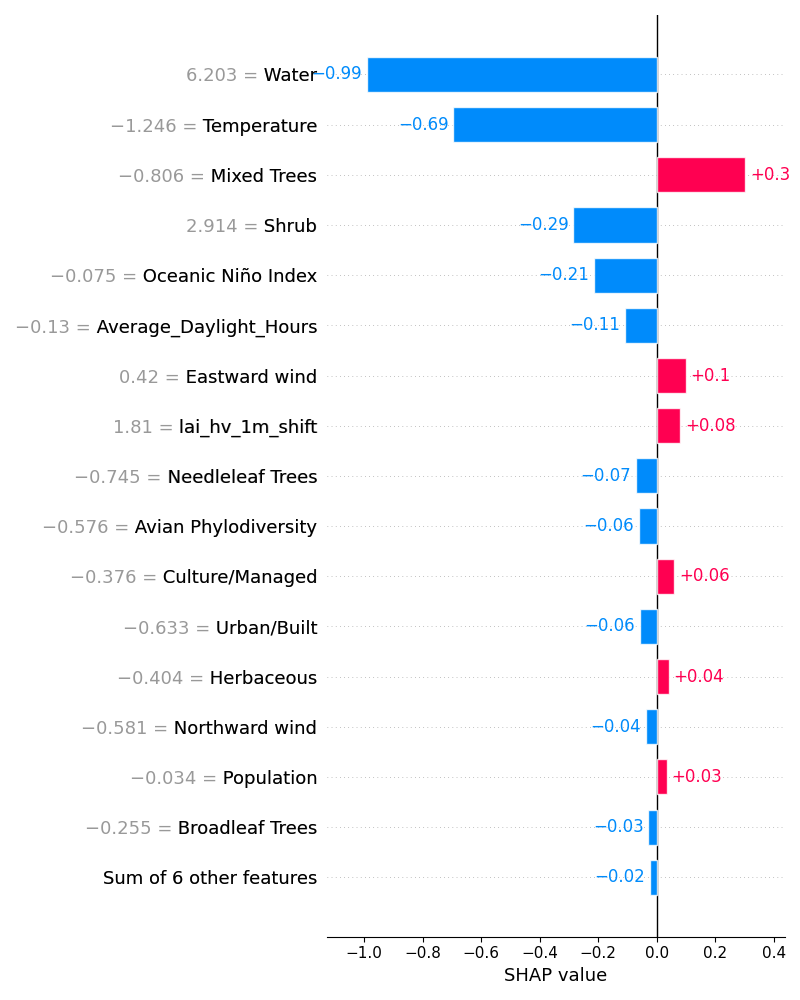 6.203 = Water −0.99
−1.246 = Temperature −0.69
−0.806 = Mixed Trees +0.3
2.914 = Shrub −0.29
−0.075 = Oceanic Niño Index −0.21
−0.13 = Average_Daylight_Hours −0.11
0.42 = Eastward wind +0.1
1.81 = lai_hv_1m_shift +0.08
−0.745 = Needleleaf Trees −0.07
−0.576 = Avian Phylodiversity −0.06
−0.376 = Culture/Managed +0.06
−0.633 = Urban/Built −0.06
−0.404 = Herbaceous +0.04
−0.581 = Northward wind −0.04
−0.034 = Population +0.03
−0.255 = Broadleaf Trees −0.03
Sum of 6 other features −0.02
−1.0 −0.8 −0.6 −0.4 −0.2 0.0 0.2 0.4
SHAP value